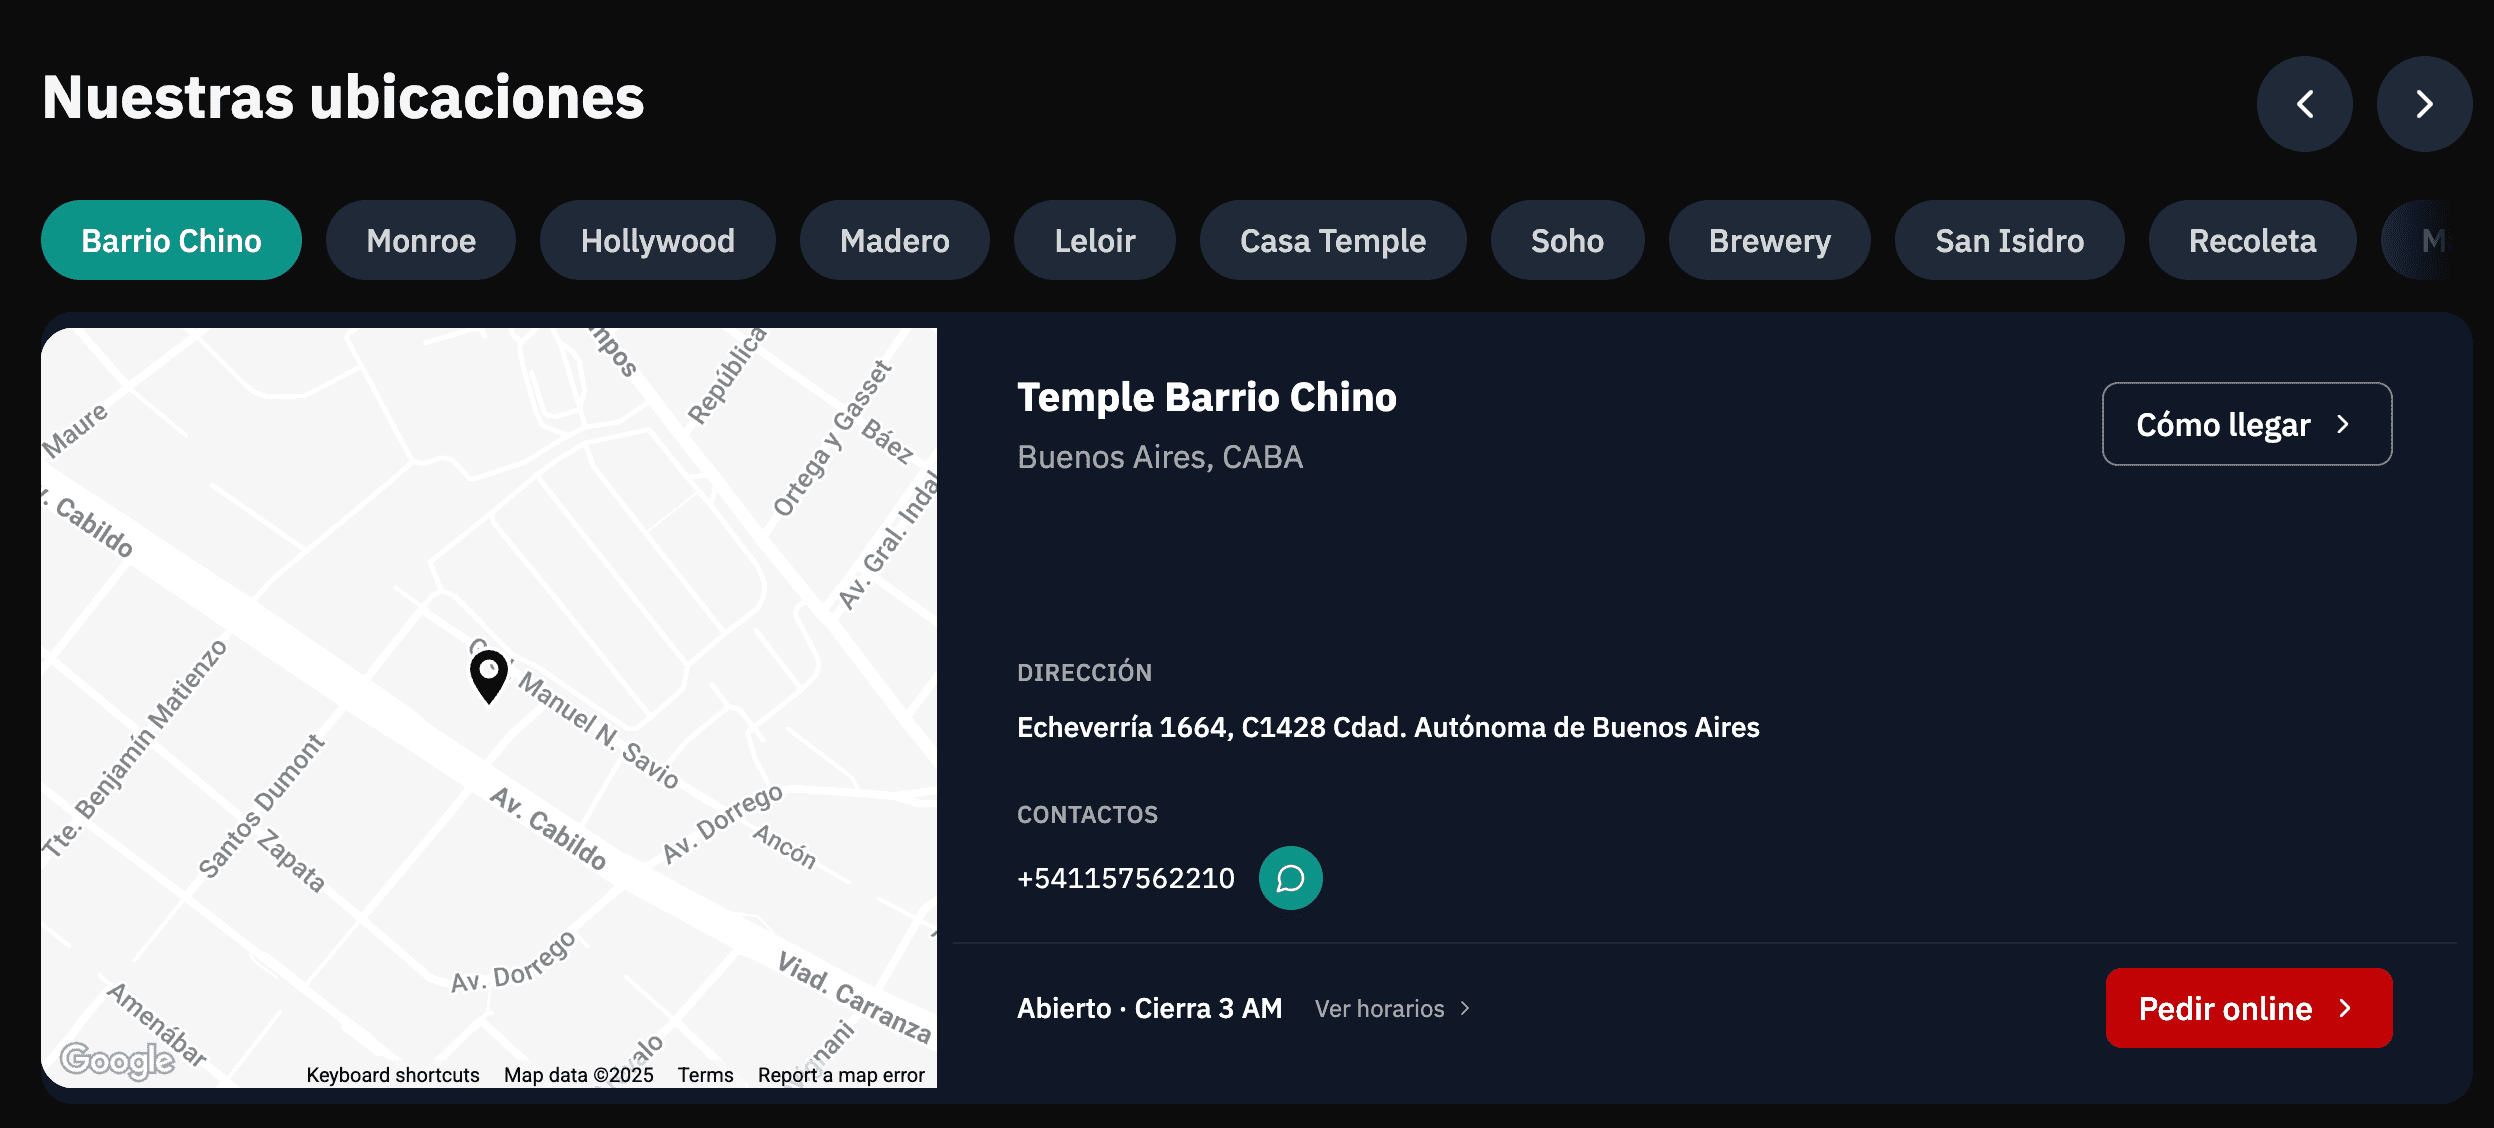 Nuestras ubicaciones
Barrio Chino
Monroe
Hollywood
Madero
Leloir
Casa Temple
Soho
Brewery
San Isidro
Recoleta
Maure
República
Ortega y Gasset
Báez
Av. Cabildo
Av. Gral.
Manuel N. Savio
Tte. Benjamín Matienzo
Santos Dumont
Zapata
Av. Cabildo
Av. Dorrego
Ancón
Av. Dorrego
Viad. Carranza
Amenábar
Google
Keyboard shortcuts
Map data ©2025
Terms
Report a map error
Temple Barrio Chino
Buenos Aires, CABA
Cómo llegar
DIRECCIÓN
Echeverría 1664, C1428 Cdad. Autónoma de Buenos Aires
CONTACTOS
+541157562210
Abierto · Cierra 3 AM
Ver horarios
Pedir online